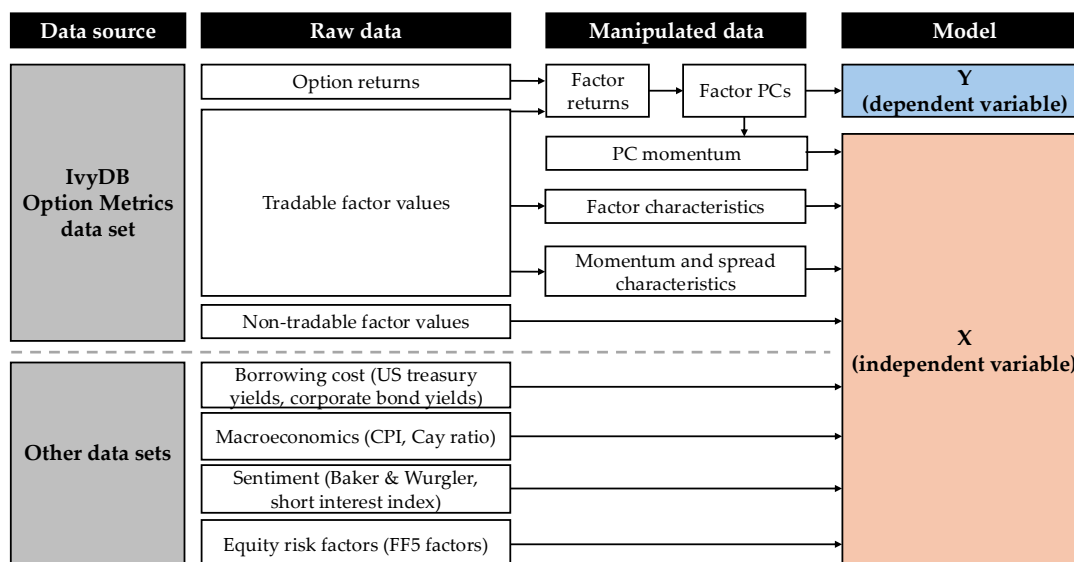 Data source
Raw data
Manipulated data
Model
IvyDB
Option Metrics
data set
Option returns
Factor
returns
Factor PCs
Y
(dependent variable)
PC momentum
Tradable factor values
Factor characteristics
Momentum and spread
characteristics
Non-tradable factor values
X
(independent variable)
Other data sets
Borrowing cost (US treasury
yields, corporate bond yields)
Macroeconomics (CPI, Cay ratio)
Sentiment (Baker & Wurgler,
short interest index)
Equity risk factors (FF5 factors)